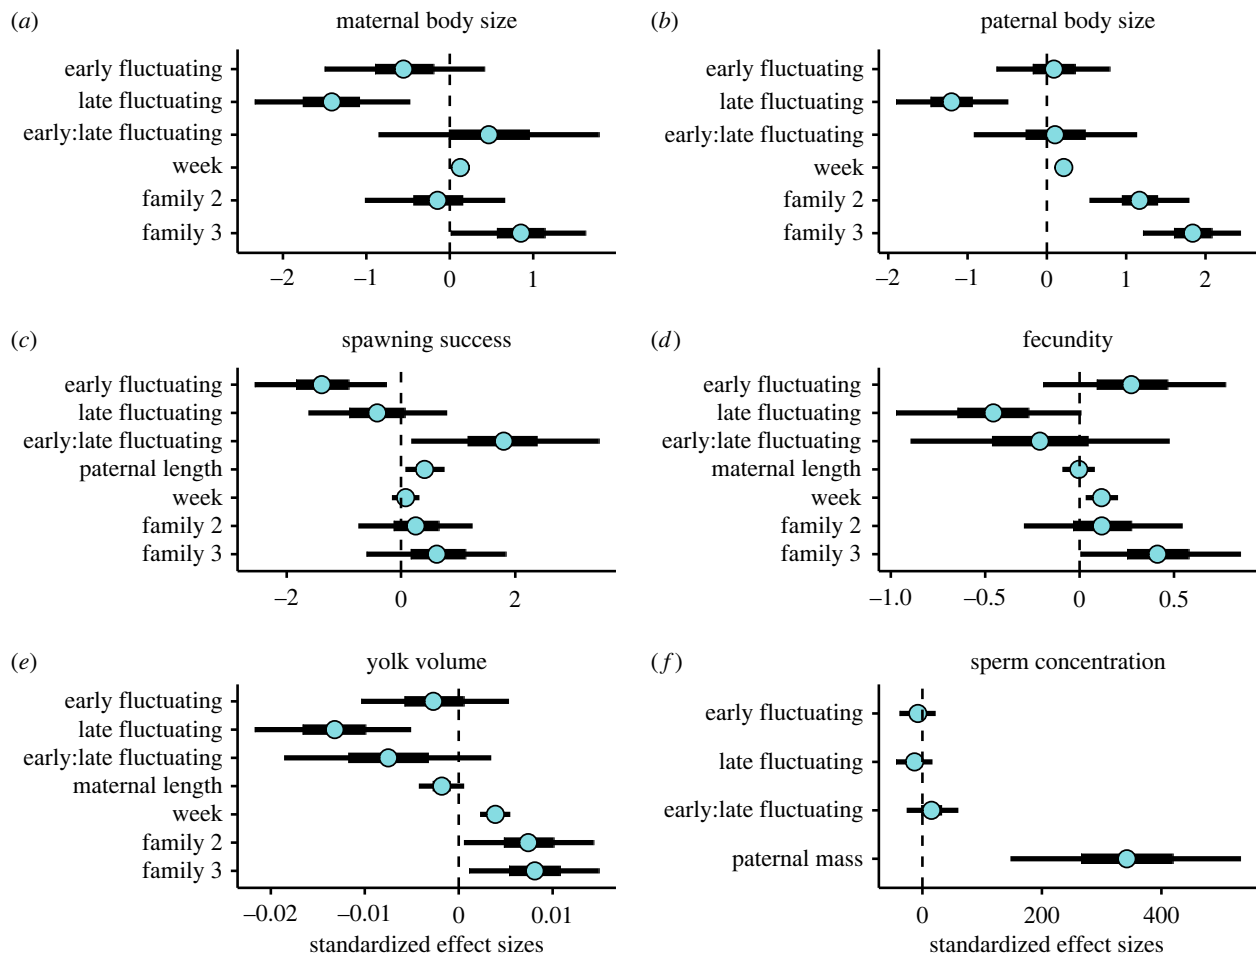 (a) maternal body size
early fluctuating
late fluctuating
early:late fluctuating
week
family 2
family 3
–2 –1 0 1
(b) paternal body size
early fluctuating
late fluctuating
early:late fluctuating
week
family 2
family 3
–2 –1 0 1 2
(c) spawning success
early fluctuating
late fluctuating
early:late fluctuating
paternal length
week
family 2
family 3
–2 0 2
(d) fecundity
early fluctuating
late fluctuating
early:late fluctuating
maternal length
week
family 2
family 3
–1.0 –0.5 0 0.5
(e) yolk volume
early fluctuating
late fluctuating
early:late fluctuating
maternal length
week
family 2
family 3
–0.02 –0.01 0 0.01
standardized effect sizes
(f) sperm concentration
early fluctuating
late fluctuating
early:late fluctuating
paternal mass
0 200 400
standardized effect sizes